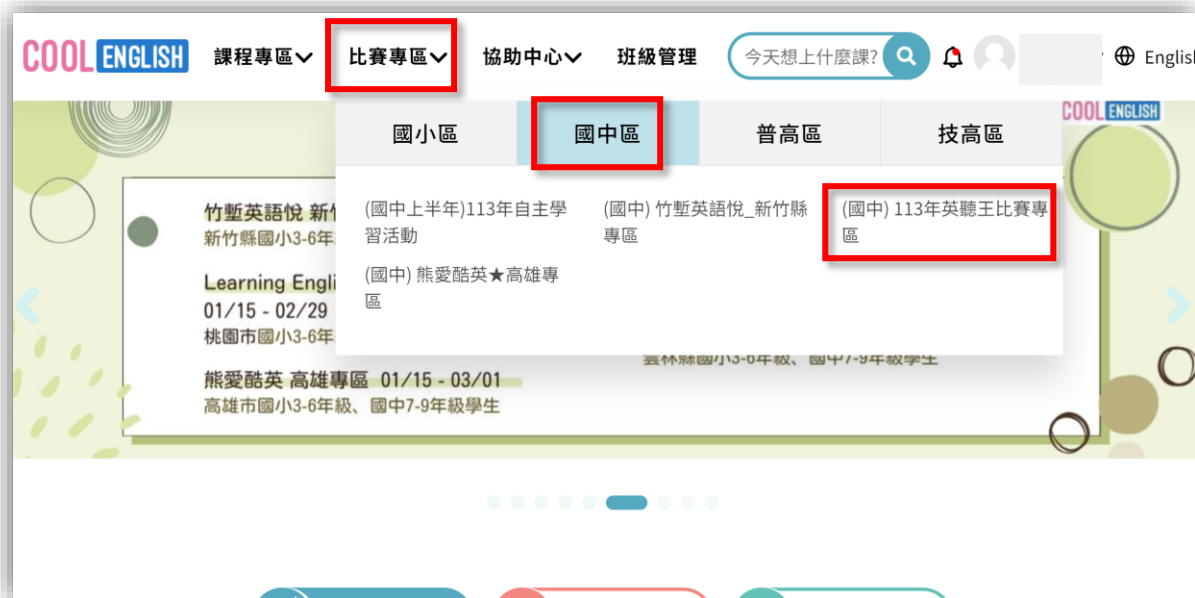 COOL ENGLISH 課程專區 比賽專區 協助中心 班級管理 今天想上什麼課? English
國小區 國中區 普高區 技高區
COOL ENGLISH
(國中上半年)113年自主學
習活動
(國中) 竹塹英語悅_新竹縣
專區
(國中) 113年英聽王比賽專
區
(國中) 熊愛酷英★高雄專
區
竹塹英語悅 新
新竹縣國小3-6年
Learning Engli
01/15 - 02/29
桃園市國小3-6年
雲林縣國小3-6年級、國中7-9年級學生
熊愛酷英 高雄專區 01/15 - 03/01
高雄市國小3-6年級、國中7-9年級學生